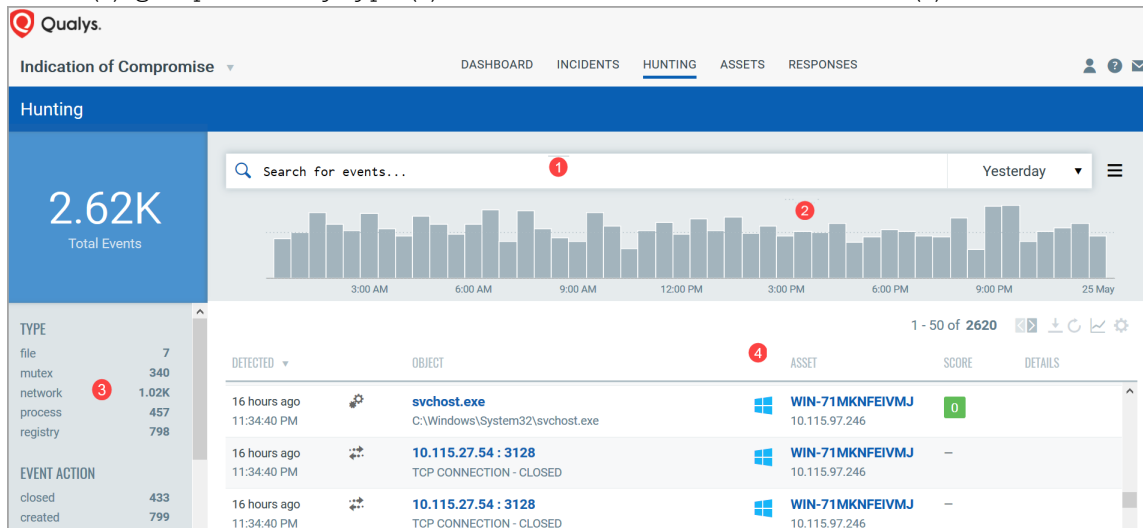 Qualys.
Indication of Compromise
DASHBOARD INCIDENTS HUNTING ASSETS RESPONSES
Hunting
2.62K
Total Events
1
Search for events...
Yesterday
2
3:00 AM 6:00 AM 9:00 AM 12:00 PM 3:00 PM 6:00 PM 9:00 PM 25 May
TYPE
file 7
mutex 340
network 1.02K
3
process 457
registry 798
EVENT ACTION
closed 433
created 799
1 - 50 of 2620
DETECTED OBJECT 4 ASSET SCORE DETAILS
16 hours ago svchost.exe WIN-71MKNFEIVMJ 0
11:34:40 PM C:\Windows\System32\svchost.exe 10.115.97.246
16 hours ago 10.115.27.54 : 3128 WIN-71MKNFEIVMJ –
11:34:40 PM TCP CONNECTION - CLOSED 10.115.97.246
16 hours ago 10.115.27.54 : 3128 WIN-71MKNFEIVMJ –
11:34:40 PM TCP CONNECTION - CLOSED 10.115.97.246